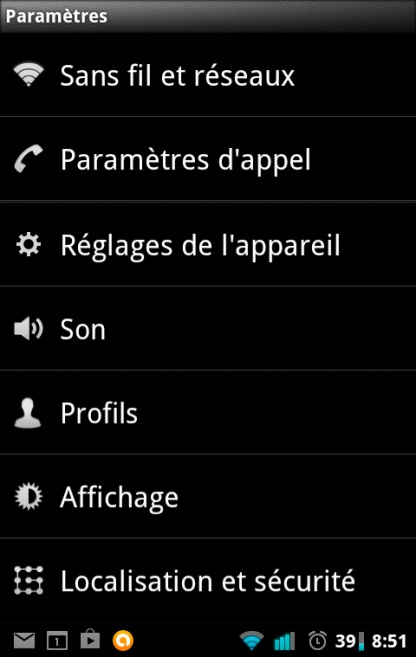 Paramètres
Sans fil et réseaux
Paramètres d'appel
Réglages de l'appareil
Son
Profils
Affichage
Localisation et sécurité
1 39 8:51